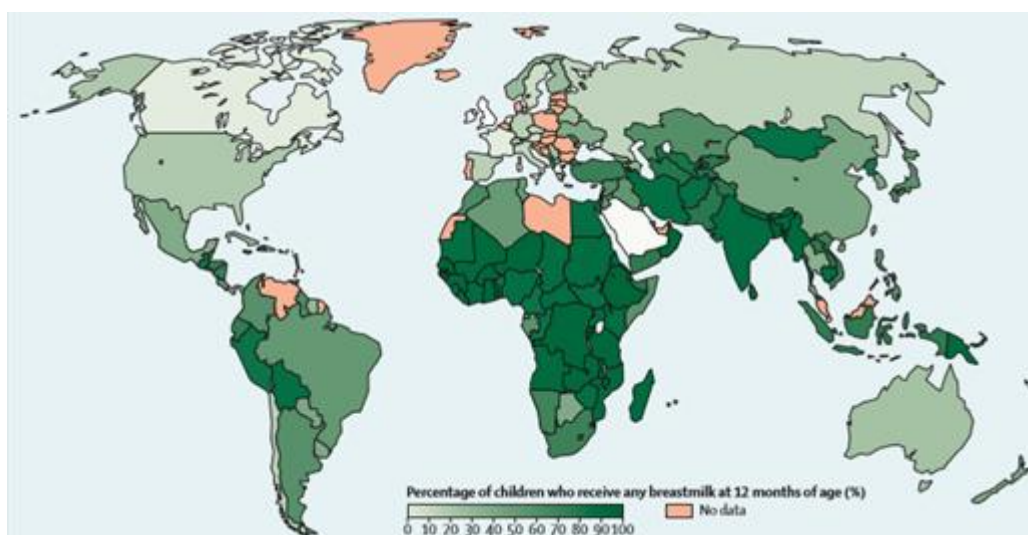 Percentage of children who receive any breastmilk at 12 months of age (%)
No data
0 10 20 30 40 50 60 70 80 90 100